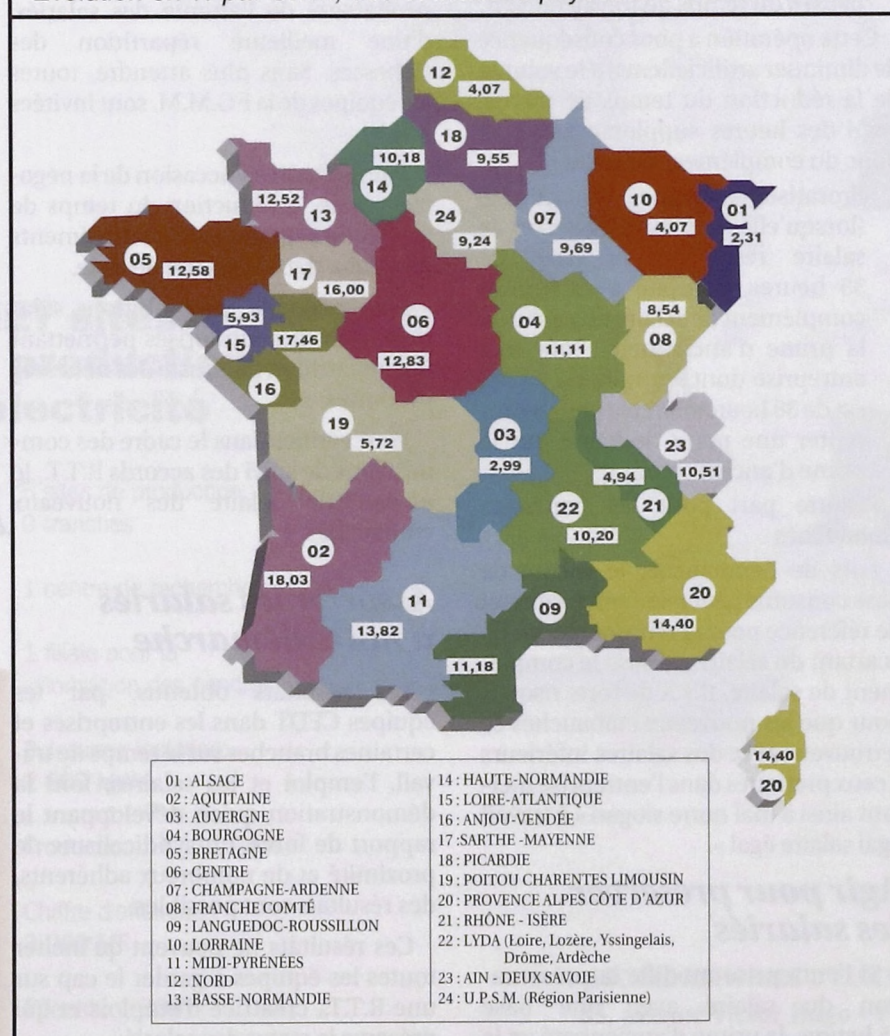 12
4,07
18
9,55
10,18
14
12,52
13
24
9,24
07
9,69
10
4,07
01
2,31
05
12,58
17
16,00
5,93
15
17,46
16
06
12,83
04
11,11
8,54
08
19
5,72
03
2,99
23
10,51
4,94
21
22
10,20
02
18,03
11
13,82
09
11,18
20
14,40
14,40
20
01 : ALSACE
02 : AQUITAINE
03 : AUVERGNE
04 : BOURGOGNE
05 : BRETAGNE
06 : CENTRE
07 : CHAMPAGNE-ARDENNE
08 : FRANCHE COMTÉ
09 : LANGUEDOC-ROUSSILLON
10 : LORRAINE
11 : MIDI-PYRÉNÉES
12 : NORD
13 : BASSE-NORMANDIE
14 : HAUTE-NORMANDIE
15 : LOIRE-ATLANTIQUE
16 : ANJOU VENDÉE
17 : SARTHE - MAYENNE
18 : PICARDIE
19 : POITOU CHARENTES LIMOUSIN
20 : PROVENCE ALPES CÔTE D'AZUR
21 : RHÔNE - ISÈRE
22 : LYDA (Loire, Lozère, Yssingelais,
Drôme, Ardèche
23 : AIN - DEUX SAVOIE
24 : U.P.S.M. (Région Parisienne)